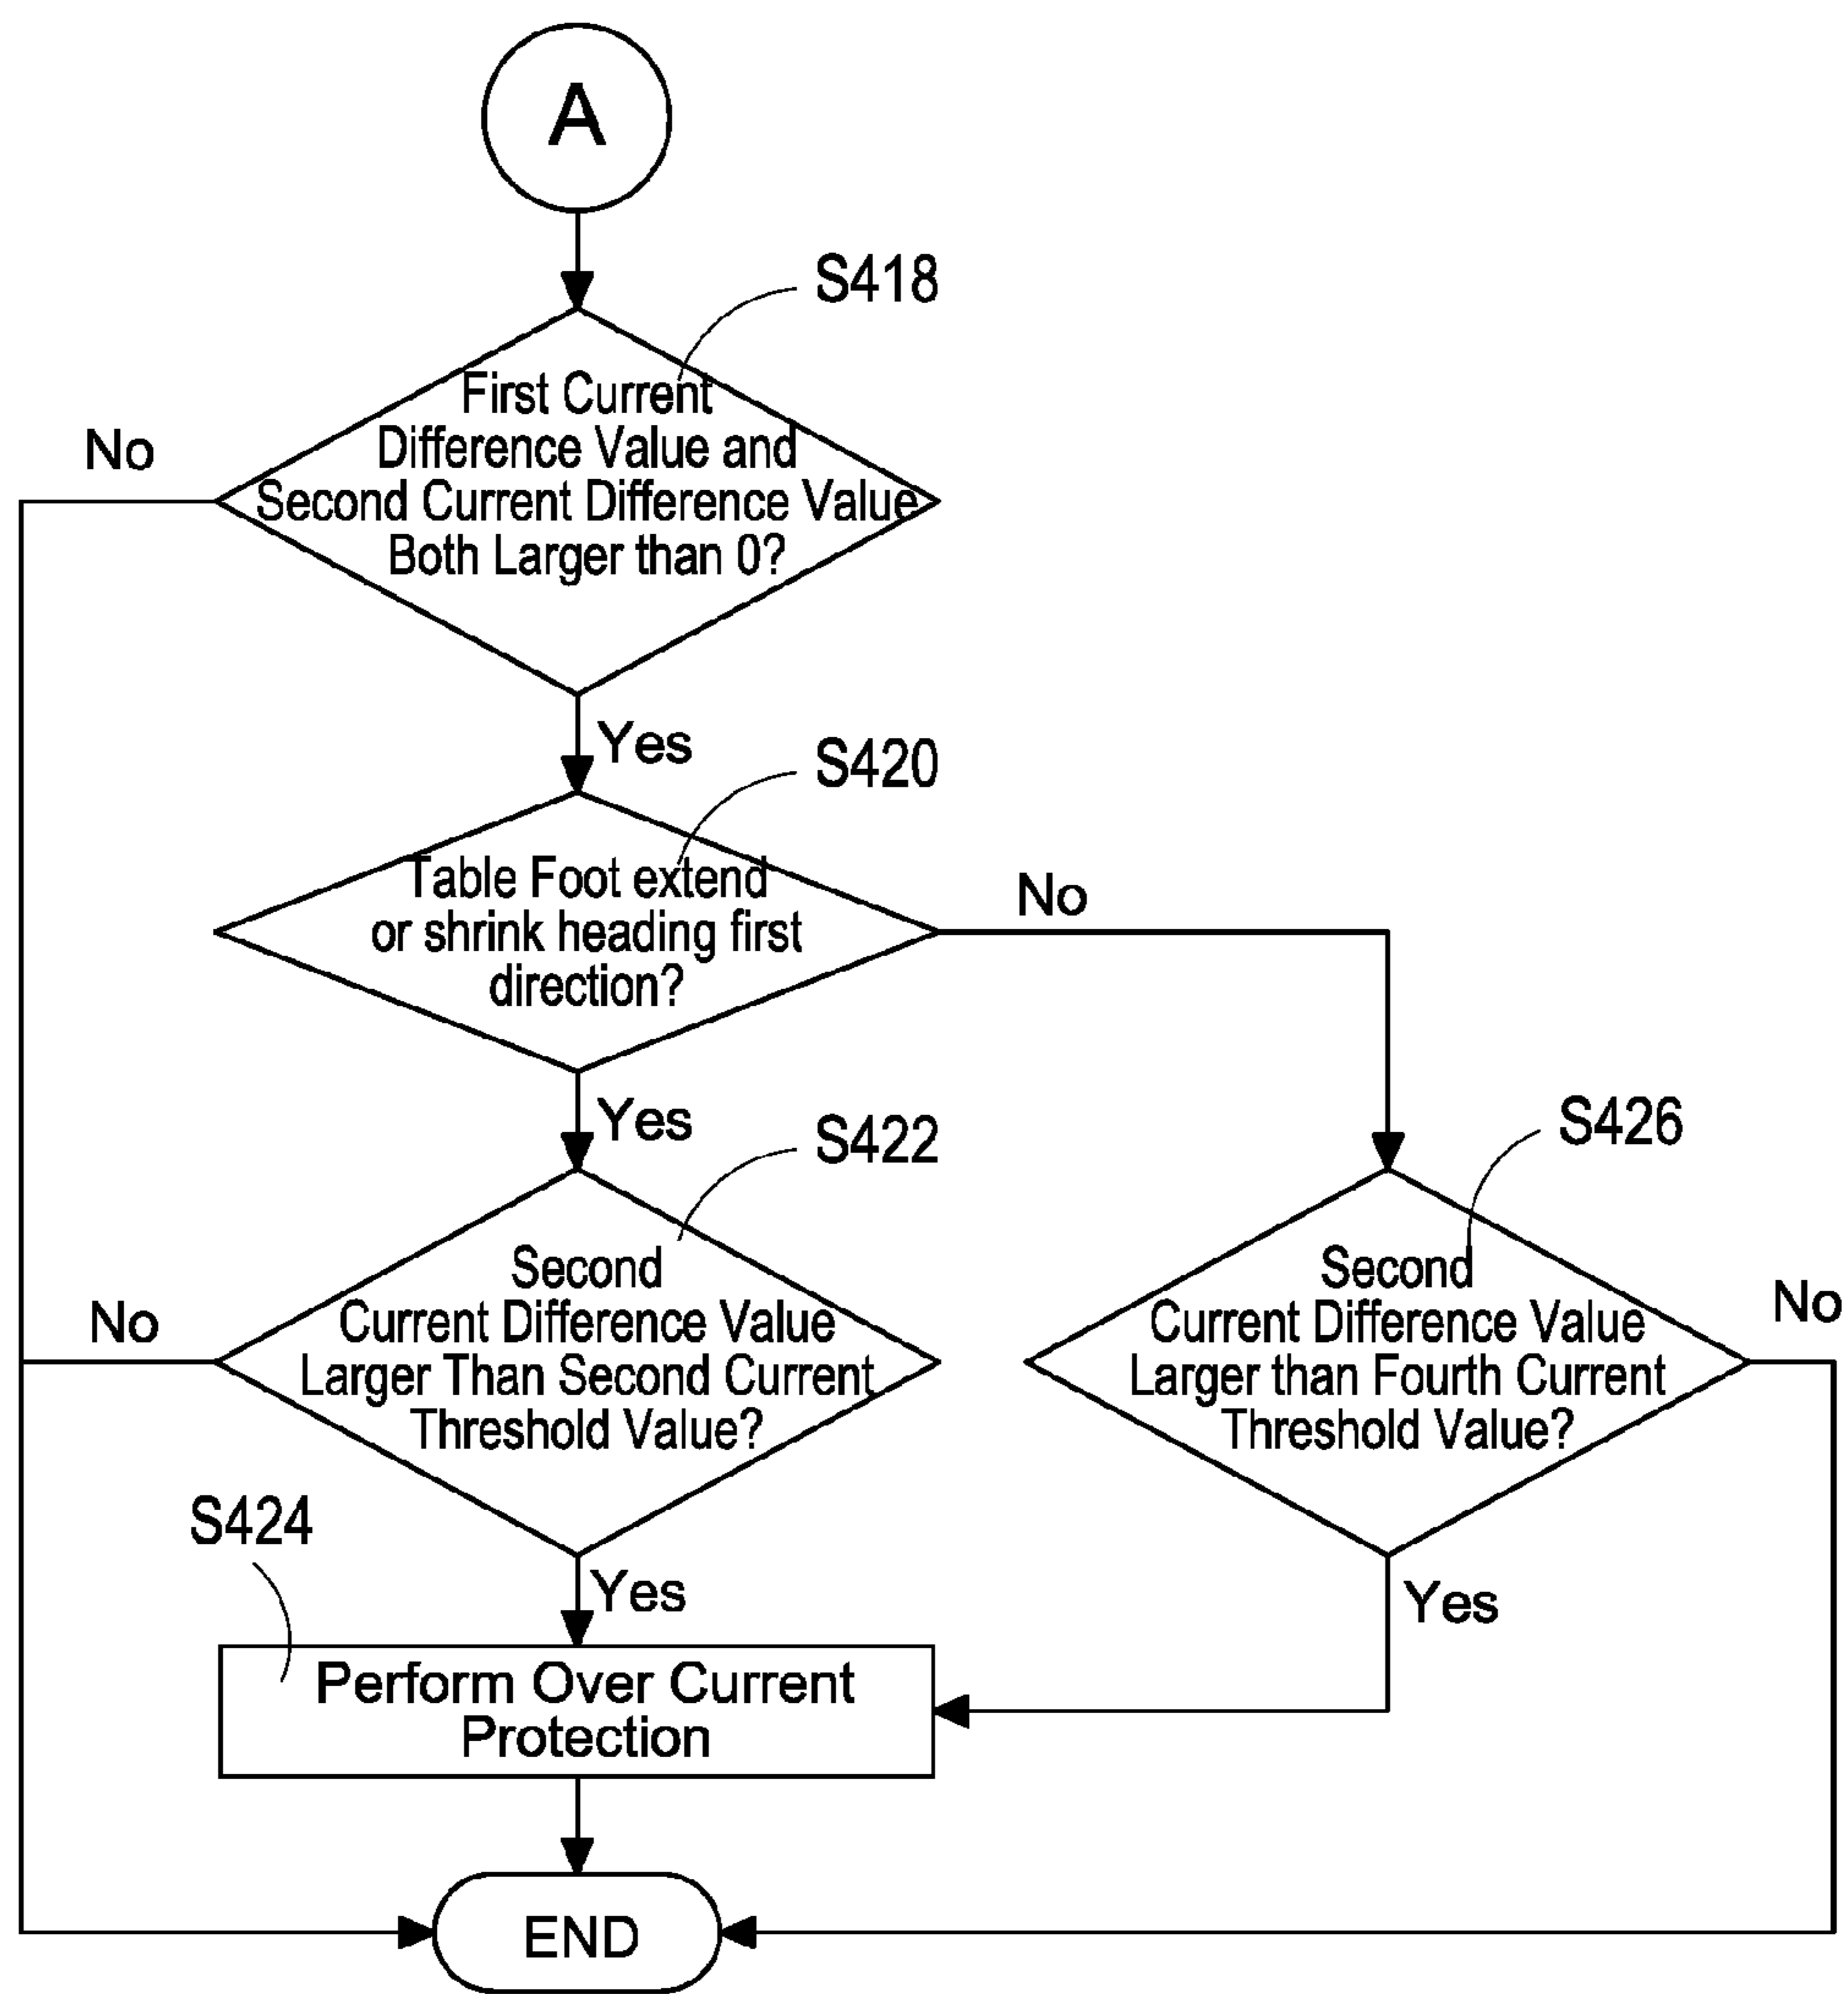 A
S418
First Current
Difference Value and
Second Current Difference Value
Both Larger than 0?
No
Yes
S420
Table Foot extend
or shrink heading first
direction?
No
Yes
S422
Second
Current Difference Value
Larger Than Second Current
Threshold Value?
No
S426
Second
Current Difference Value
Larger than Fourth Current
Threshold Value?
No
S424
Yes
Yes
Perform Over Current
Protection
END